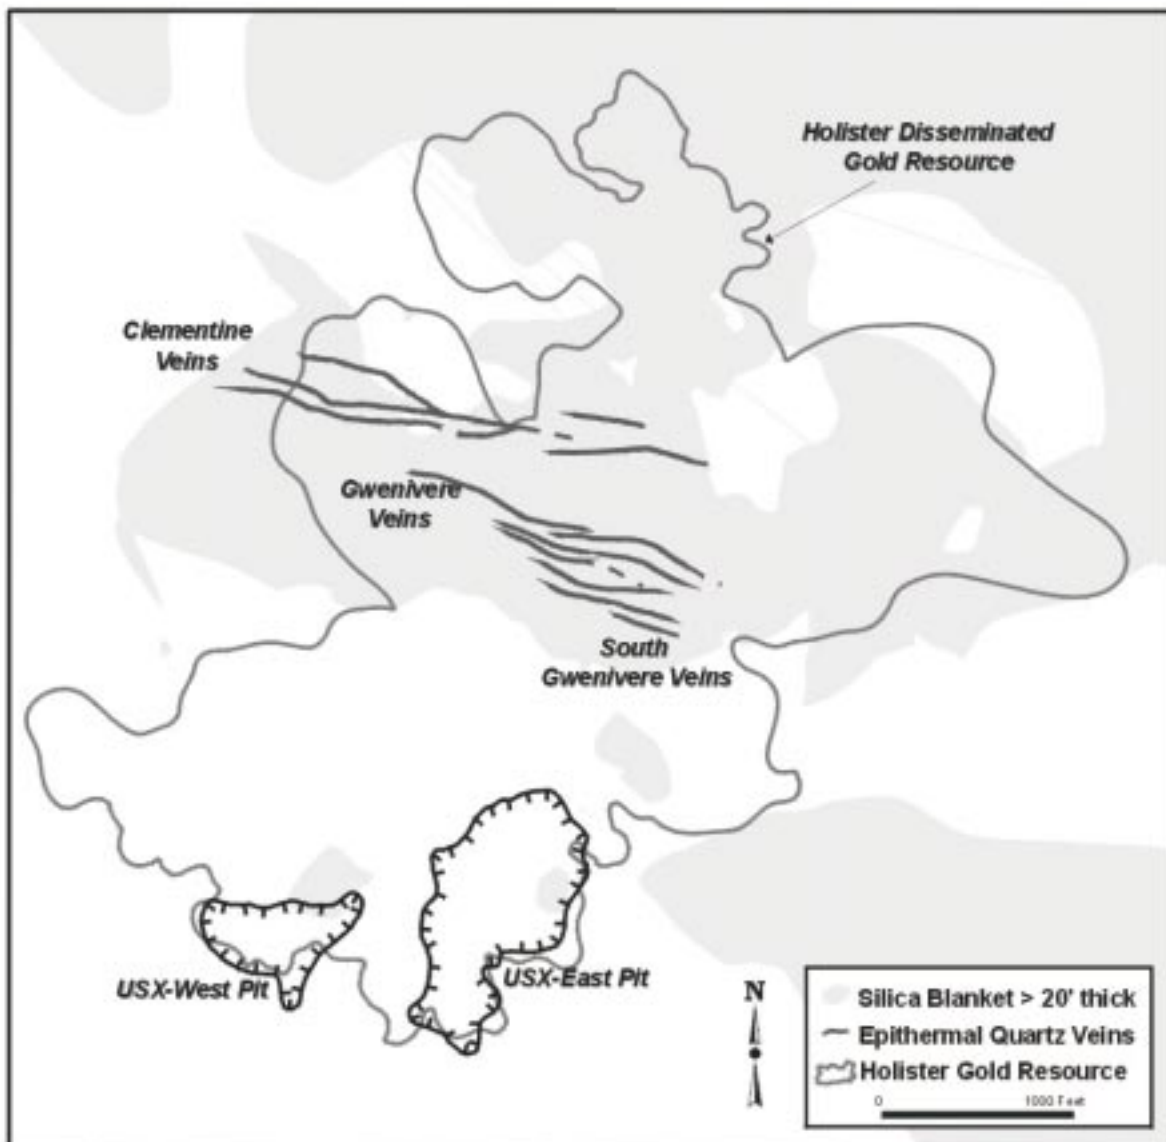 Holister Disseminated
Gold Resource
Clementine
Veins
Gwenivere
Veins
South
Gwenivere Veins
USX-West Pit
USX-East Pit
N
Silica Blanket > 20' thick
Epithermal Quartz Veins
Holister Gold Resource
0 1000 Feet